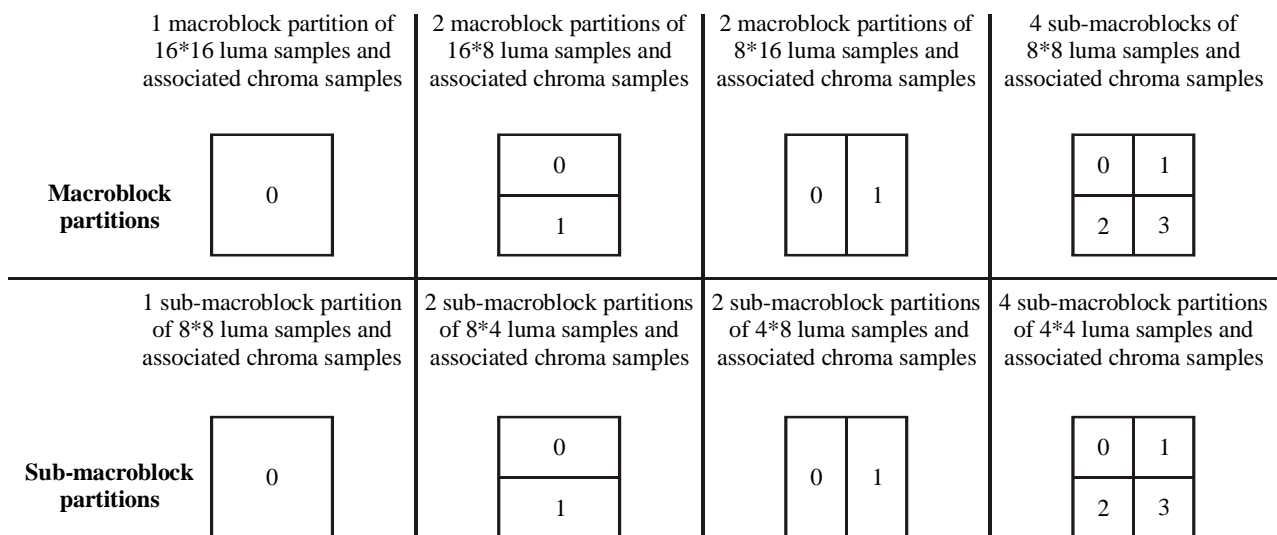 1 macroblock partition of
16*16 luma samples and
associated chroma samples
2 macroblock partitions of
16*8 luma samples and
associated chroma samples
2 macroblock partitions of
8*16 luma samples and
associated chroma samples
4 sub-macroblocks of
8*8 luma samples and
associated chroma samples
Macroblock
partitions
0
0
1
0 1
0 1
2 3
1 sub-macroblock partition
of 8*8 luma samples and
associated chroma samples
2 sub-macroblock partitions
of 8*4 luma samples and
associated chroma samples
2 sub-macroblock partitions
of 4*8 luma samples and
associated chroma samples
4 sub-macroblock partitions
of 4*4 luma samples and
associated chroma samples
Sub-macroblock
partitions
0
0
1
0 1
0 1
2 3